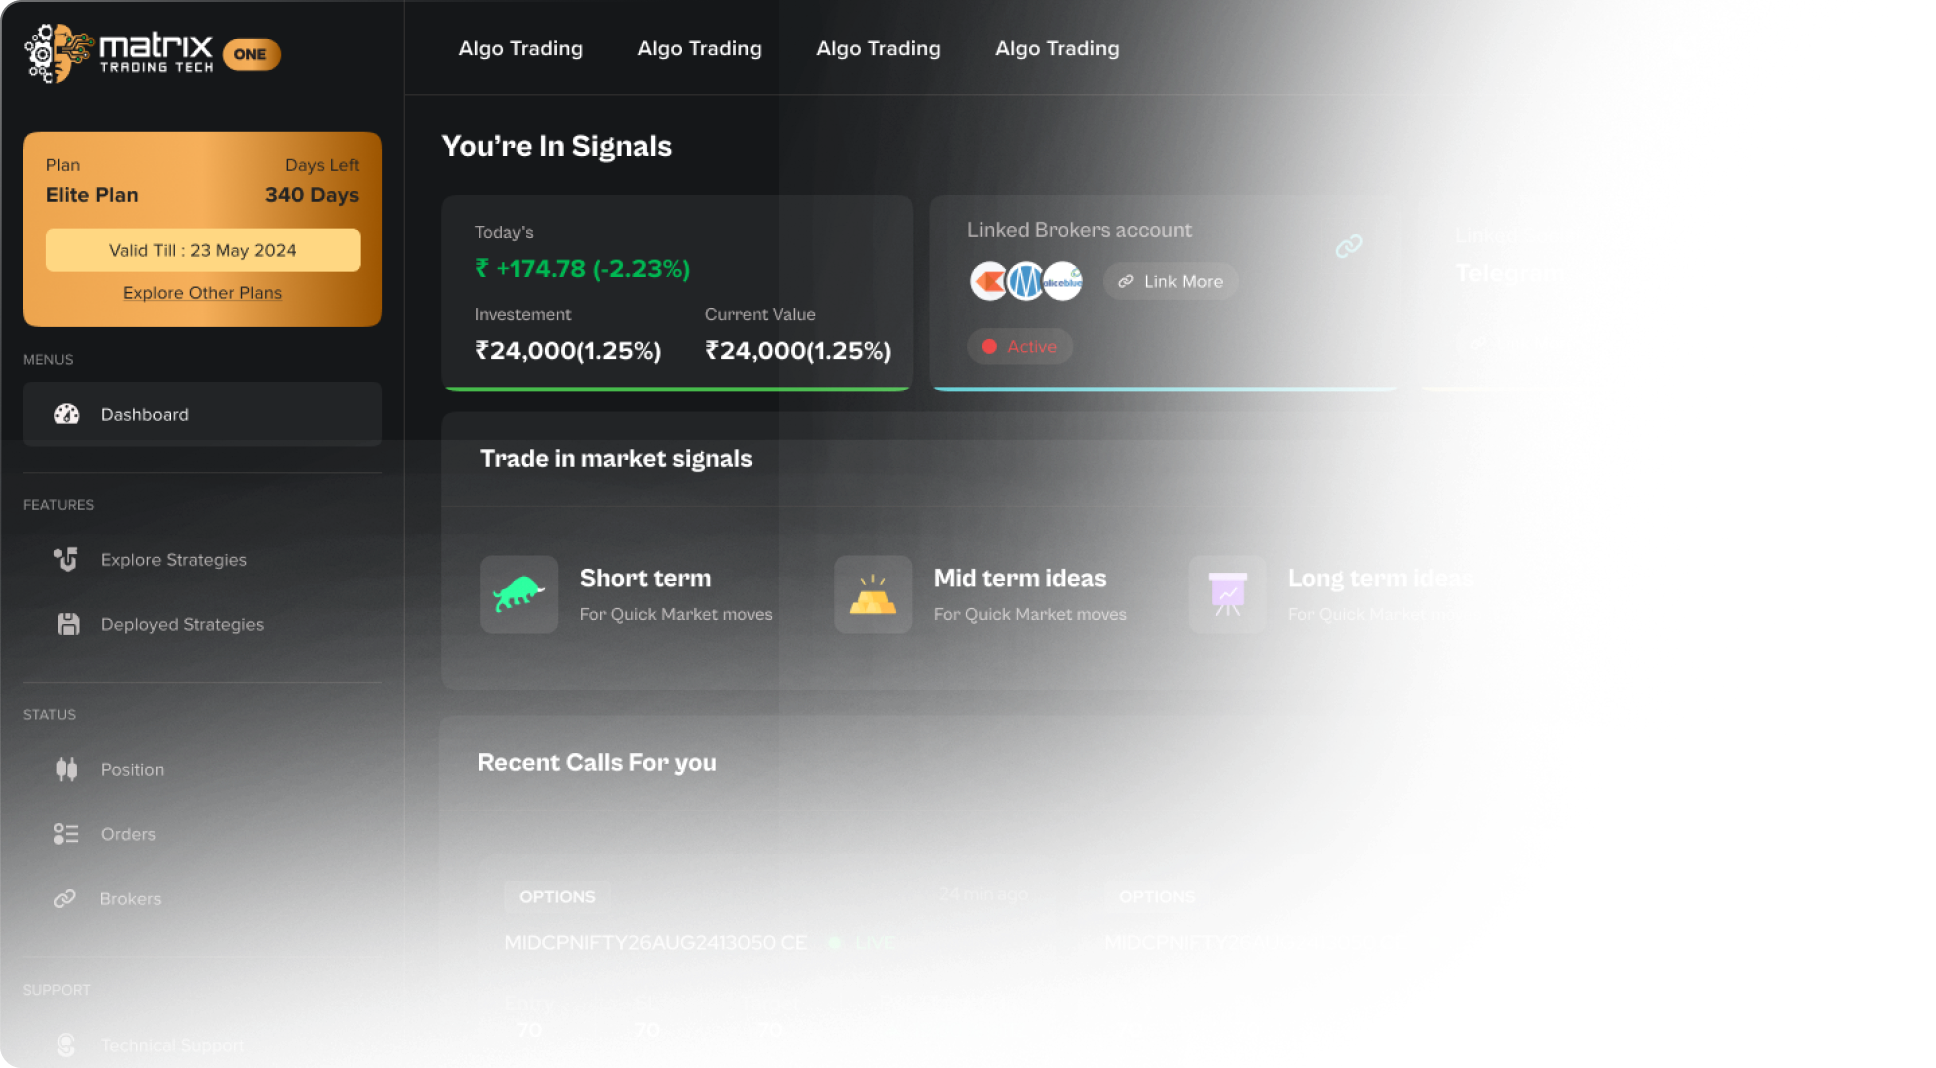 matrix
TRADING TECH
ONE
Algo Trading Algo Trading Algo Trading Algo Trading
Plan Days Left
Elite Plan 340 Days
Valid Till : 23 May 2024
Explore Other Plans
MENUS
Dashboard
FEATURES
Explore Strategies
Deployed Strategies
STATUS
Position
Orders
Brokers
SUPPORT
Technical Support
You're In Signals
Today's
₹ +174.78 (-2.23%)
Investement Current Value
₹24,000(1.25%) ₹24,000(1.25%)
Linked Brokers account
aliceblue
Link More
Active
Telegram
Trade in market signals
Short term
For Quick Market moves
Mid term ideas
For Quick Market moves
Long term ideas
For Quick Market
Recent Calls For you
OPTIONS 24 min ago
MIDCPNIFTY26AUG2413050 CE LIVE
Entry
70 70 70
OPTIONS